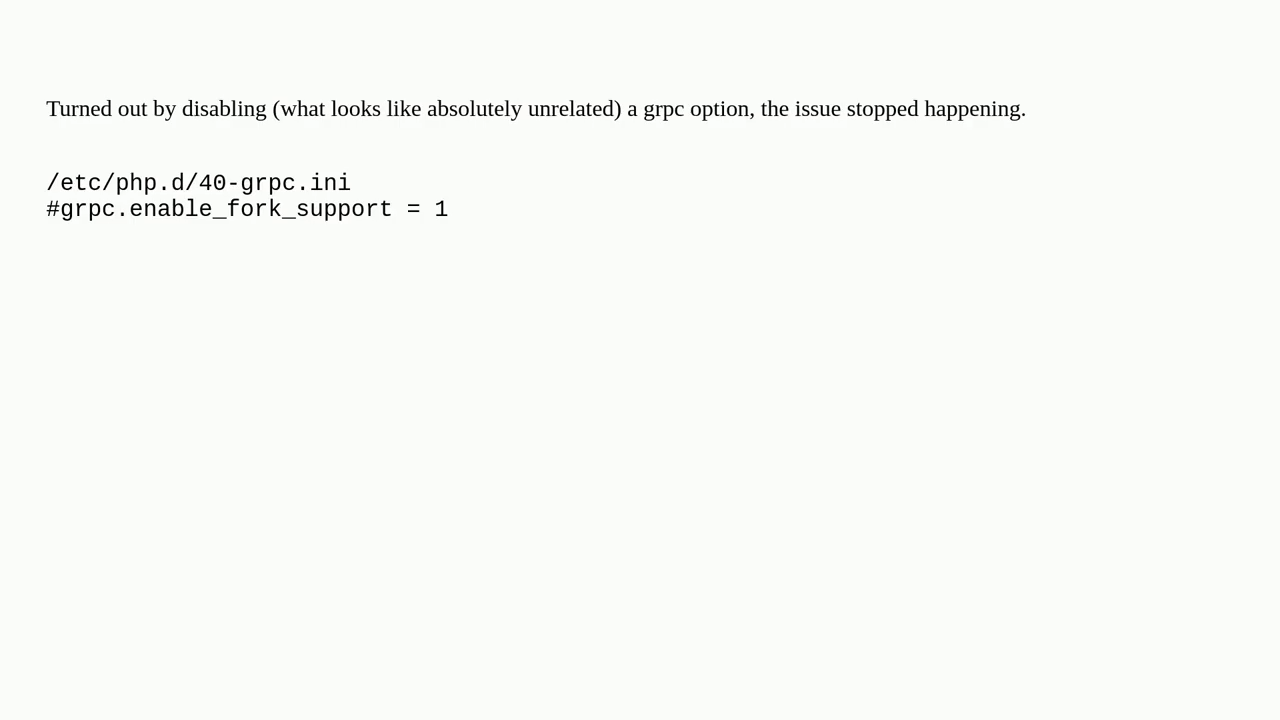 Turned out by disabling (what looks like absolutely unrelated) a grpc option, the issue stopped happening.
/etc/php.d/40-grpc.ini
#grpc.enable_fork_support = 1